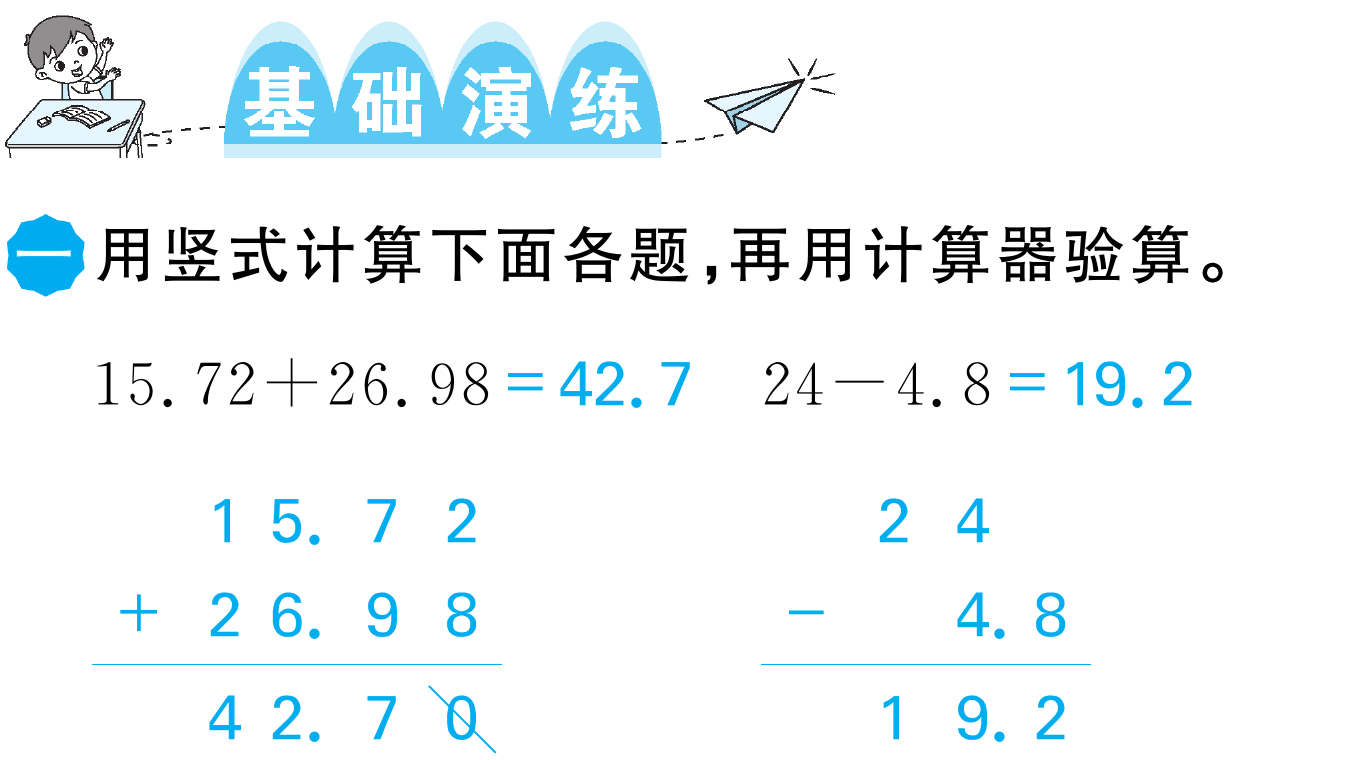 基础演练
一 用竖式计算下面各题,再用计算器验算。
15.72+26.98=42.7 24-4.8=19.2
1 5. 7 2 2 4
+ 2 6. 9 8 - 4. 8
4 2. 7 0 1 9. 2